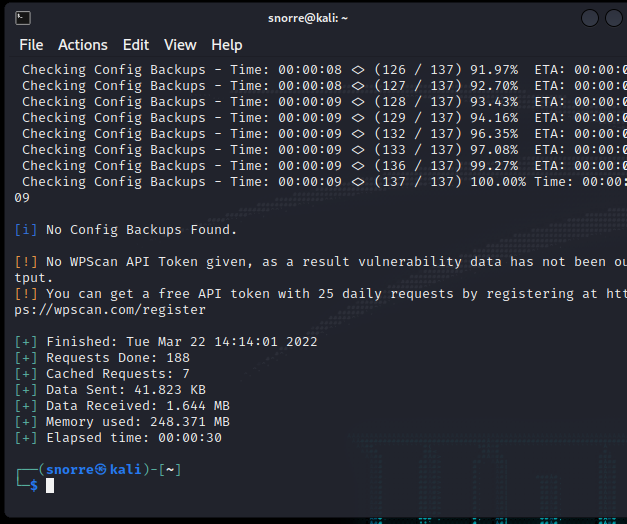 snorre@kali: ~
File Actions Edit View Help
Checking Config Backups - Time: 00:00:08 <> (126 / 137) 91.97%  ETA: 00:00:0
Checking Config Backups - Time: 00:00:08 <> (127 / 137) 92.70%  ETA: 00:00:0
Checking Config Backups - Time: 00:00:09 <> (128 / 137) 93.43%  ETA: 00:00:0
Checking Config Backups - Time: 00:00:09 <> (129 / 137) 94.16%  ETA: 00:00:0
Checking Config Backups - Time: 00:00:09 <> (132 / 137) 96.35%  ETA: 00:00:0
Checking Config Backups - Time: 00:00:09 <> (133 / 137) 97.08%  ETA: 00:00:0
Checking Config Backups - Time: 00:00:09 <> (136 / 137) 99.27%  ETA: 00:00:0
Checking Config Backups - Time: 00:00:09 <> (137 / 137) 100.00% Time: 00:00:
09
[i] No Config Backups Found.
[!] No WPScan API Token given, as a result vulnerability data has not been ou
tput.
[!] You can get a free API token with 25 daily requests by registering at htt
ps://wpscan.com/register
[+] Finished: Tue Mar 22 14:14:01 2022
[+] Requests Done: 188
[+] Cached Requests: 7
[+] Data Sent: 41.823 KB
[+] Data Received: 1.644 MB
[+] Memory used: 248.371 MB
[+] Elapsed time: 00:00:30
┌──(snorre㉿kali)-[~]
└─$